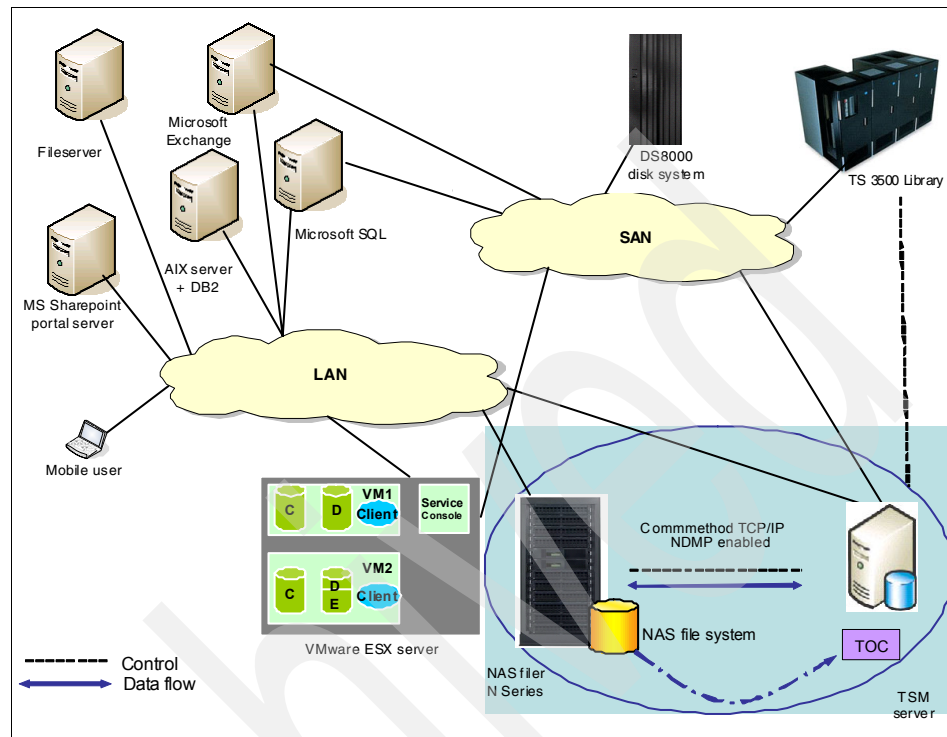 Fileserver
Microsoft
Exchange
DS8000
disk system
TS 3500 Library
Microsoft SQL
AIX server
+ DB2
MS Sharepoint
portal server
SAN
LAN
Mobile user
C
D
VM1
Client
Service
Console
C
D
E
VM2
Client
VMware ESX server
Commmethod TCP/IP
NDMP enabled
NAS file system
TOC
NAS filer
N Series
TSM
server
Control
Data flow